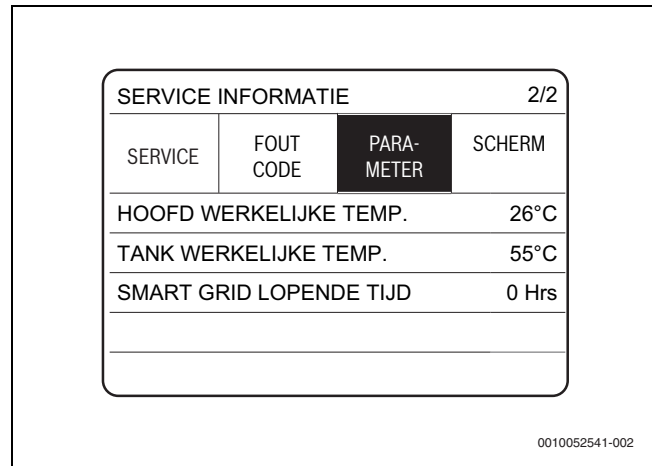 SERVICE INFORMATIE 2/2
SERVICE FOUT CODE PARA-METER SCHERM
HOOFD WERKELIJKE TEMP. 26°C
TANK WERKELIJKE TEMP. 55°C
SMART GRID LOPENDE TIJD 0 Hrs
0010052541-002